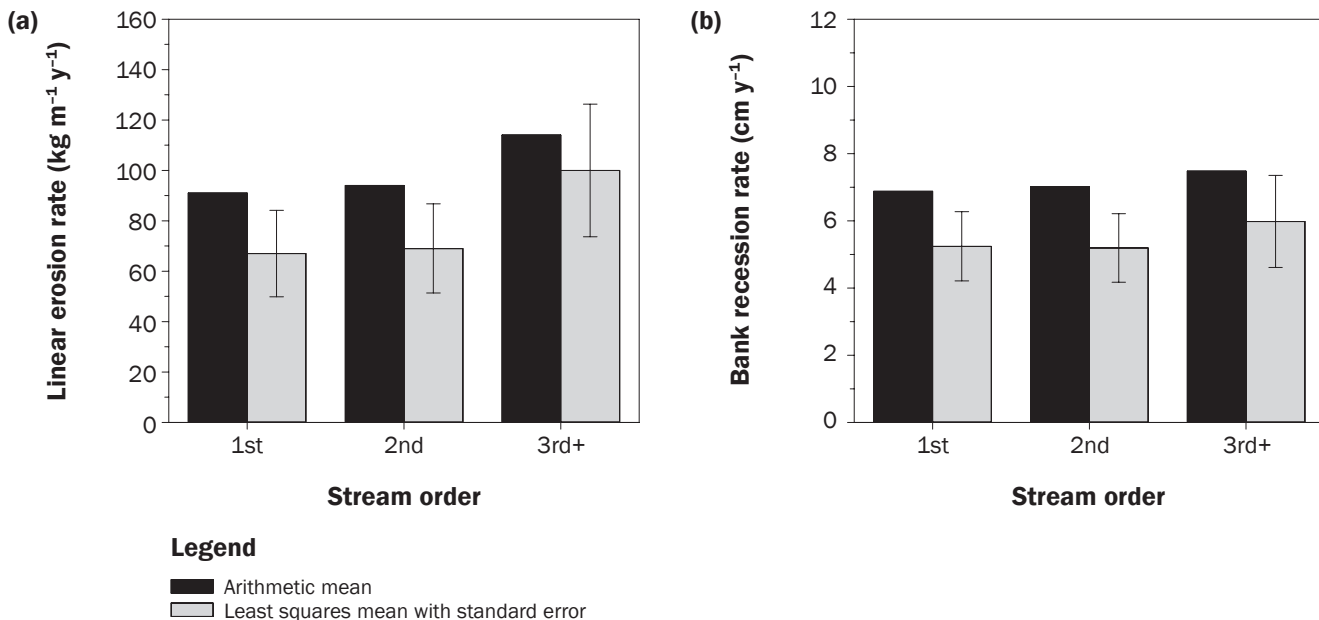 (a)
Linear erosion rate (kg m⁻¹ y⁻¹)
160
140
120
100
80
60
40
20
0
1st 2nd 3rd+
Stream order
(b)
Bank recession rate (cm y⁻¹)
12
10
8
6
4
2
0
1st 2nd 3rd+
Stream order
Legend
Arithmetic mean
Least squares mean with standard error